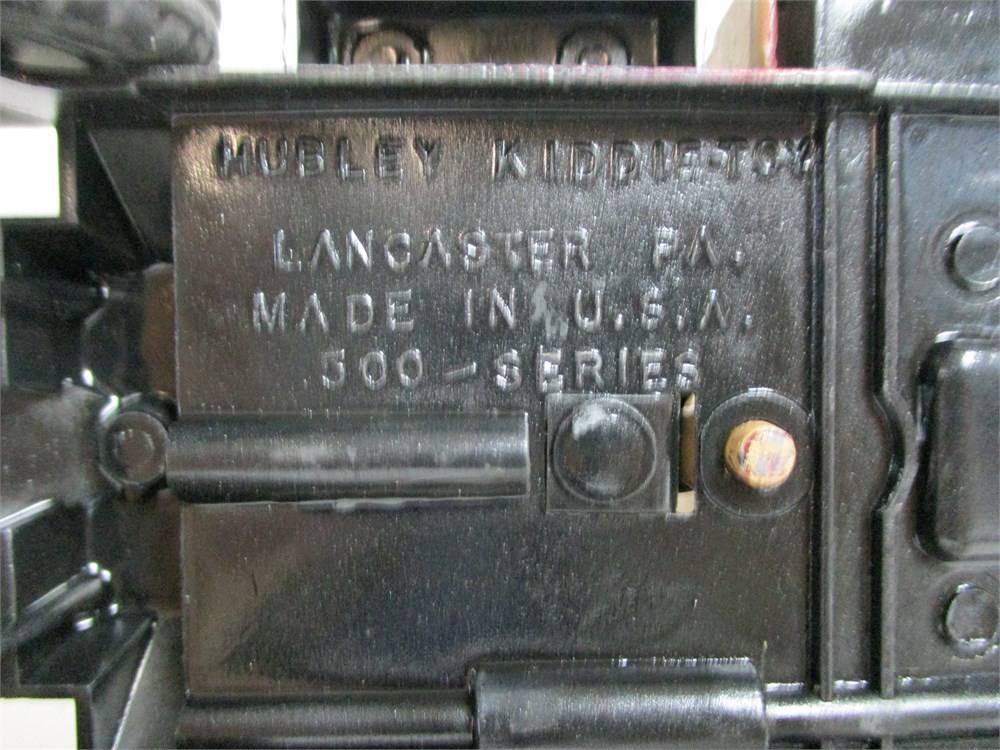 HUBLEY KIDDIE-TOY
LANCASTER PA.
MADE IN U.S.A.
500-SERIES